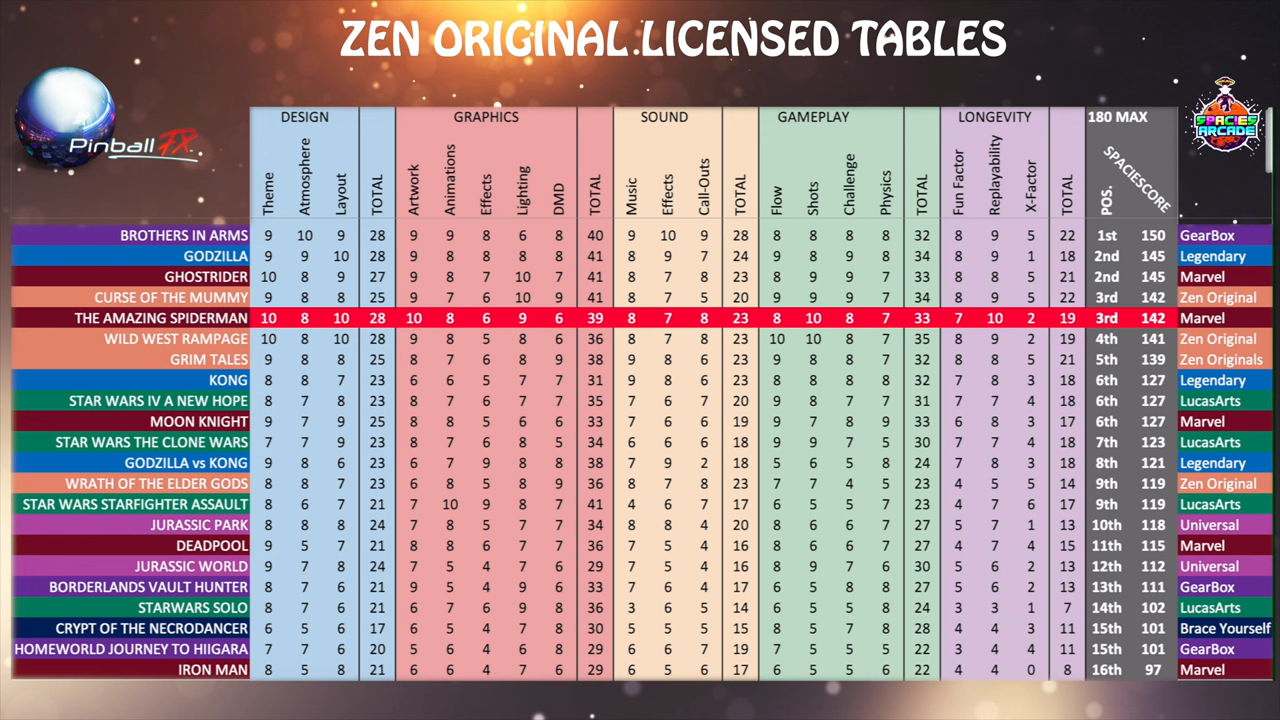 ZEN ORIGINAL LICENSED TABLES
Pinball FX
SPACIES ARCADE
DESIGN GRAPHICS SOUND GAMEPLAY LONGEVITY 180 MAX
Theme Atmosphere Layout TOTAL Artwork Animations Effects Lighting DMD TOTAL Music Effects Call-Outs TOTAL Flow Shots Challenge Physics TOTAL Fun Factor Replayability X-Factor TOTAL POS. SPACIESCORE
BROTHERS IN ARMS 9 10 9 28 9 9 8 6 8 40 9 10 9 28 8 8 8 8 32 8 9 5 22 1st 150 GearBox
GODZILLA 9 9 10 28 9 8 8 8 8 41 8 9 7 24 9 8 9 8 34 8 9 1 18 2nd 145 Legendary
GHOSTRIDER 10 8 9 27 9 8 7 10 7 41 8 7 8 23 8 9 9 7 33 8 8 5 21 2nd 145 Marvel
CURSE OF THE MUMMY 9 8 8 25 9 7 6 10 9 41 8 7 5 20 9 9 9 7 34 8 9 5 22 3rd 142 Zen Original
THE AMAZING SPIDERMAN 10 8 10 28 10 8 6 9 6 39 8 7 8 23 8 10 8 7 33 7 10 2 19 3rd 142 Marvel
WILD WEST RAMPAGE 10 8 10 28 9 8 5 8 6 36 8 7 8 23 10 10 8 7 35 8 9 2 19 4th 141 Zen Original
GRIM TALES 9 8 8 25 8 7 6 8 9 38 9 8 6 23 9 8 8 7 32 8 8 5 21 5th 139 Zen Originals
KONG 8 8 7 23 6 6 5 7 7 31 9 8 6 23 8 8 8 8 32 7 8 3 18 6th 127 Legendary
STAR WARS IV A NEW HOPE 8 7 8 23 8 7 6 7 7 35 7 6 7 20 9 8 7 7 31 7 7 4 18 6th 127 LucasArts
MOON KNIGHT 9 7 9 25 8 8 5 6 6 33 7 6 6 19 9 7 8 9 33 6 8 3 17 6th 127 Marvel
STAR WARS THE CLONE WARS 7 7 9 23 8 7 6 8 5 34 6 6 6 18 9 9 7 5 30 7 7 4 18 7th 123 LucasArts
GODZILLA vs KONG 9 8 6 23 6 7 9 8 8 38 7 9 2 18 5 6 5 8 24 7 8 3 18 8th 121 Legendary
WRATH OF THE ELDER GODS 9 8 6 23 6 8 5 8 9 36 8 7 8 23 7 7 4 5 23 4 5 5 14 9th 119 Zen Original
STAR WARS STARFIGHTER ASSAULT 8 6 7 21 7 10 9 8 7 41 4 6 7 17 6 5 5 7 23 4 7 6 17 9th 119 LucasArts
JURASSIC PARK 8 8 8 24 7 8 5 7 7 34 8 8 4 20 8 6 6 7 27 5 7 1 13 10th 118 Universal
DEADPOOL 9 5 7 21 8 8 6 7 7 36 7 5 4 16 8 6 6 7 27 4 7 4 15 11th 115 Marvel
JURASSIC WORLD 9 7 8 24 7 5 4 7 6 29 7 5 4 16 8 9 7 6 30 5 6 2 13 12th 112 Universal
BORDERLANDS VAULT HUNTER 8 7 6 21 9 5 4 9 6 33 7 6 4 17 6 5 8 8 27 5 6 2 13 13th 111 GearBox
STARWARS SOLO 8 7 6 21 6 7 6 9 8 36 3 6 5 14 6 5 5 8 24 3 3 1 7 14th 102 LucasArts
CRYPT OF THE NECRODANCER 6 5 6 17 6 5 4 7 8 30 5 5 5 15 8 5 7 8 28 4 4 3 11 15th 101 Brace Yourself
HOMEWORLD JOURNEY TO HIIGARA 7 7 6 20 5 6 4 6 8 29 6 6 7 19 7 5 5 5 22 3 4 4 11 15th 101 GearBox
IRON MAN 8 5 8 21 6 6 4 7 6 29 6 5 6 17 6 5 5 6 22 4 4 0 8 16th 97 Marvel